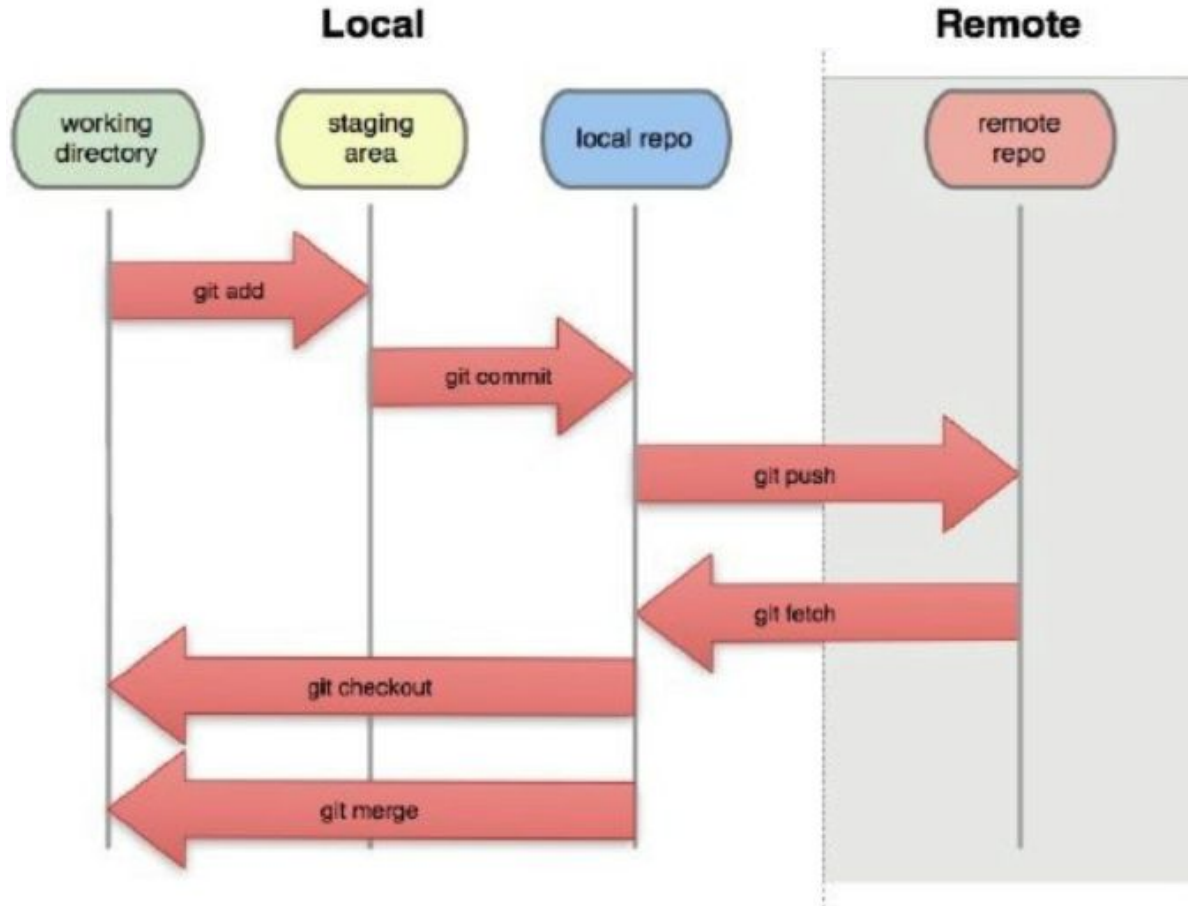 Local
Remote
working
directory
staging
area
local repo
remote
repo
git add
git commit
git push
git fetch
git checkout
git merge